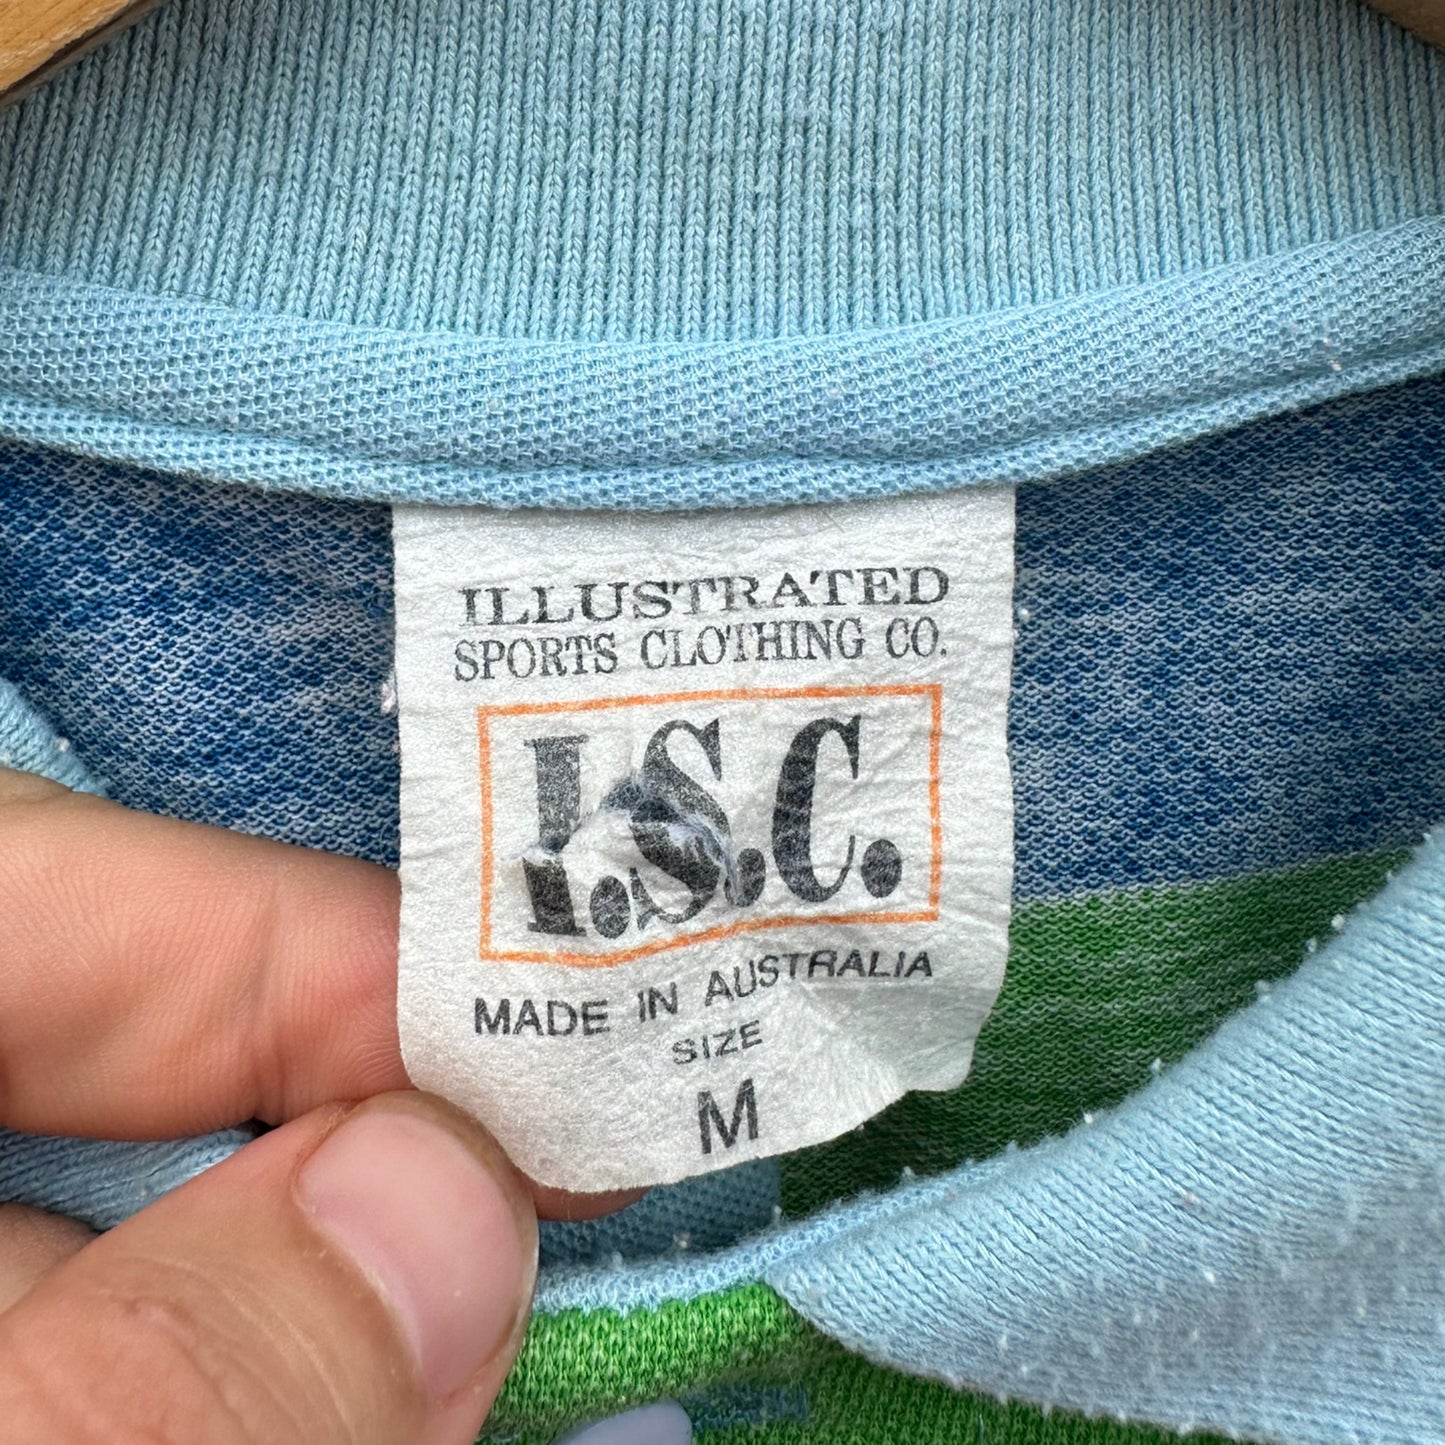 ILLUSTRATED
SPORTS CLOTHING CO.
I.S.C.
MADE IN AUSTRALIA
SIZE
M